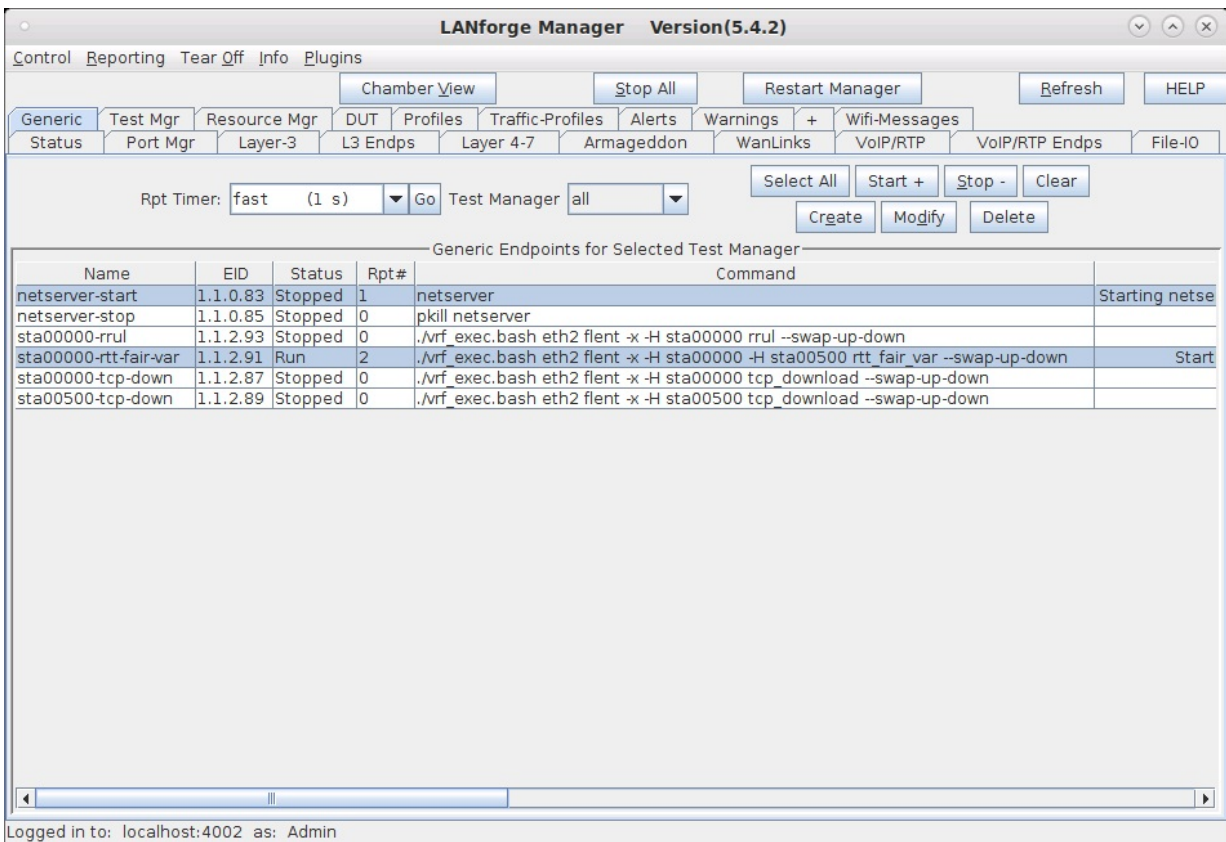 LANforge Manager Version(5.4.2)
Control Reporting Tear Off Info Plugins
Chamber View Stop All Restart Manager Refresh HELP
Generic Test Mgr Resource Mgr DUT Profiles Traffic-Profiles Alerts Warnings + Wifi-Messages
Status Port Mgr Layer-3 L3 Endps Layer 4-7 Armageddon WanLinks VoIP/RTP VoIP/RTP Endps File-IO
Rpt Timer: fast (1 s) Go Test Manager all Select All Start + Stop - Clear
Create Modify Delete
Generic Endpoints for Selected Test Manager
Name EID Status Rpt# Command
netserver-start 1.1.0.83 Stopped 1 netserver Starting netse
netserver-stop 1.1.0.85 Stopped 0 pkill netserver
sta00000-rrul 1.1.2.93 Stopped 0 ./vrf_exec.bash eth2 flent -x -H sta00000 rrul --swap-up-down
sta00000-rtt-fair-var 1.1.2.91 Run 2 ./vrf_exec.bash eth2 flent -x -H sta00000 -H sta00500 rtt_fair_var --swap-up-down Start
sta00000-tcp-down 1.1.2.87 Stopped 0 ./vrf_exec.bash eth2 flent -x -H sta00000 tcp_download --swap-up-down
sta00500-tcp-down 1.1.2.89 Stopped 0 ./vrf_exec.bash eth2 flent -x -H sta00500 tcp_download --swap-up-down
Logged in to: localhost:4002 as: Admin